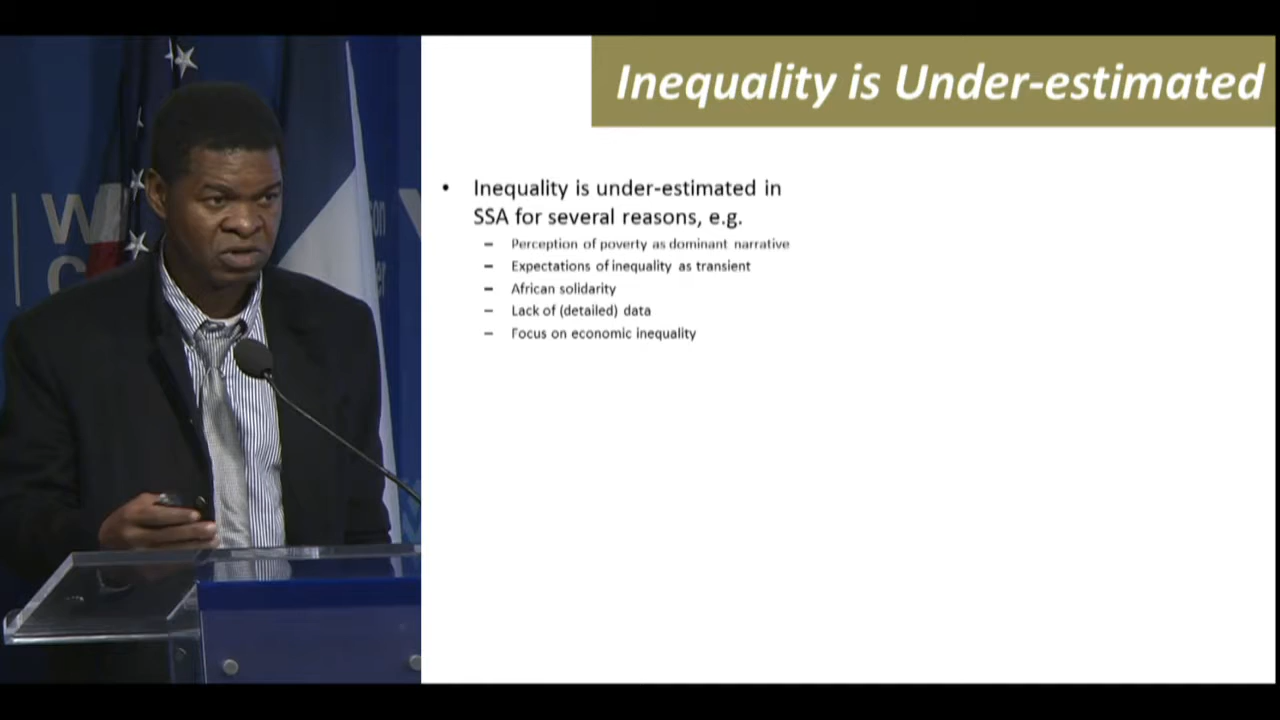 Inequality is Under-estimated
• Inequality is under-estimated in
SSA for several reasons, e.g.
– Perception of poverty as dominant narrative
– Expectations of inequality as transient
– African solidarity
– Lack of (detailed) data
– Focus on economic inequality